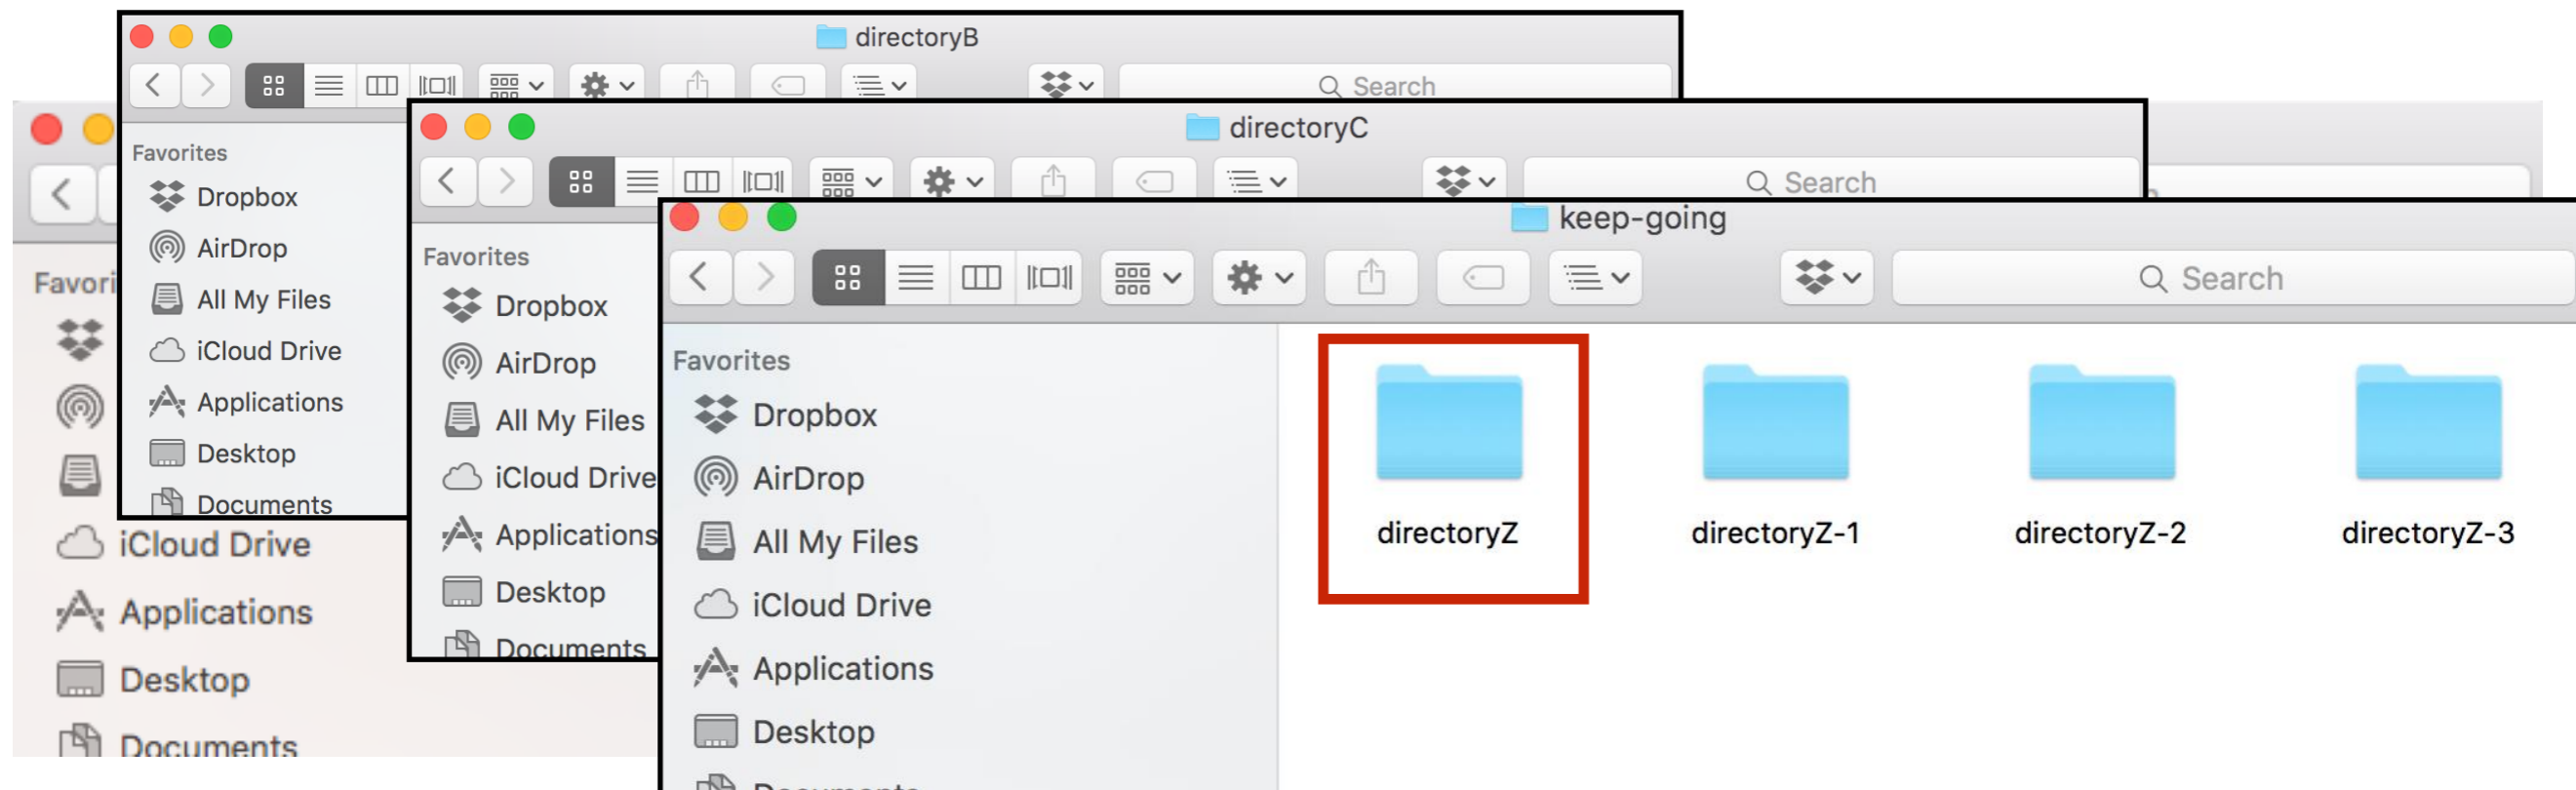 directoryB
Search
Favorites
Dropbox
AirDrop
All My Files
iCloud Drive
Applications
Desktop
Documents
directoryC
Search
Favorites
Dropbox
AirDrop
All My Files
iCloud Drive
Applications
Desktop
Documents
Favori
iCloud Drive
Applications
Desktop
Documents
keep-going
Search
Favorites
Dropbox
AirDrop
All My Files
iCloud Drive
Applications
Desktop
Documents
directoryZ
directoryZ-1
directoryZ-2
directoryZ-3